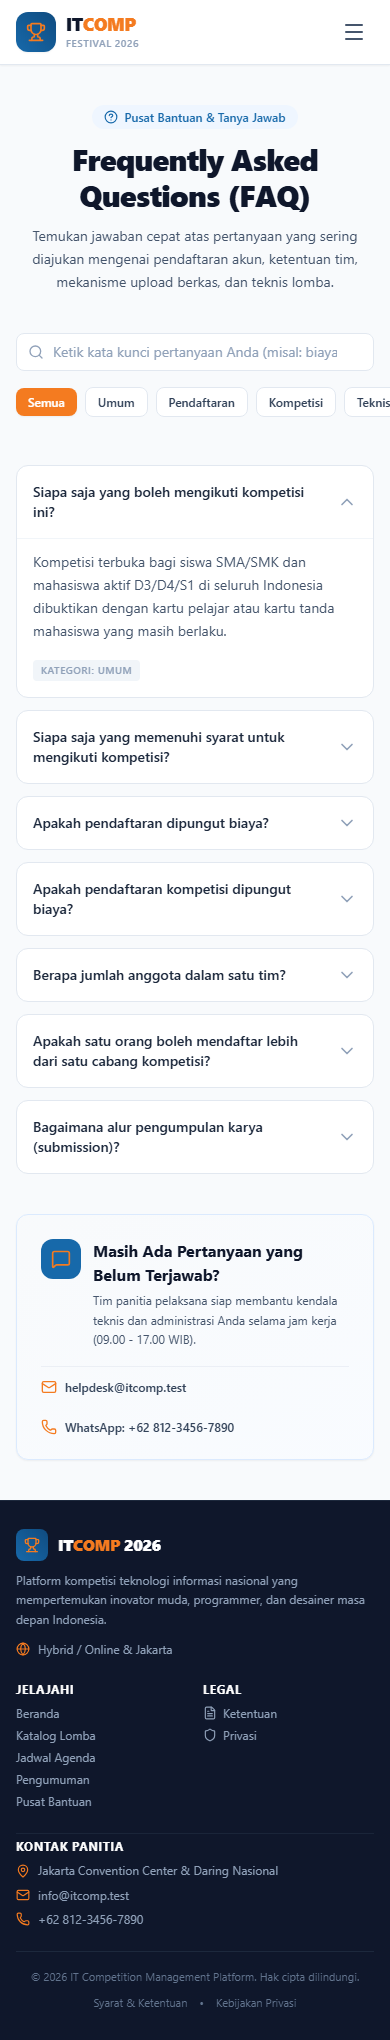 ITCOMP
FESTIVAL 2026
Pusat Bantuan & Tanya Jawab
Frequently Asked
Questions (FAQ)
Temukan jawaban cepat atas pertanyaan yang sering
diajukan mengenai pendaftaran akun, ketentuan tim,
mekanisme upload berkas, dan teknis lomba.
Ketik kata kunci pertanyaan Anda (misal: biaya
Semua Umum Pendaftaran Kompetisi Teknis
Siapa saja yang boleh mengikuti kompetisi
ini?
Kompetisi terbuka bagi siswa SMA/SMK dan
mahasiswa aktif D3/D4/S1 di seluruh Indonesia
dibuktikan dengan kartu pelajar atau kartu tanda
mahasiswa yang masih berlaku.
KATEGORI: UMUM
Siapa saja yang memenuhi syarat untuk
mengikuti kompetisi?
Apakah pendaftaran dipungut biaya?
Apakah pendaftaran kompetisi dipungut
biaya?
Berapa jumlah anggota dalam satu tim?
Apakah satu orang boleh mendaftar lebih
dari satu cabang kompetisi?
Bagaimana alur pengumpulan karya
(submission)?
Masih Ada Pertanyaan yang
Belum Terjawab?
Tim panitia pelaksana siap membantu kendala
teknis dan administrasi Anda selama jam kerja
(09.00 - 17.00 WIB).
helpdesk@itcomp.test
WhatsApp: +62 812-3456-7890
ITCOMP 2026
Platform kompetisi teknologi informasi nasional yang
mempertemukan inovator muda, programmer, dan desainer masa
depan Indonesia.
Hybrid / Online & Jakarta
JELAJAHI
Beranda
Katalog Lomba
Jadwal Agenda
Pengumuman
Pusat Bantuan
LEGAL
Ketentuan
Privasi
KONTAK PANITIA
Jakarta Convention Center & Daring Nasional
info@itcomp.test
+62 812-3456-7890
© 2026 IT Competition Management Platform. Hak cipta dilindungi.
Syarat & Ketentuan • Kebijakan Privasi